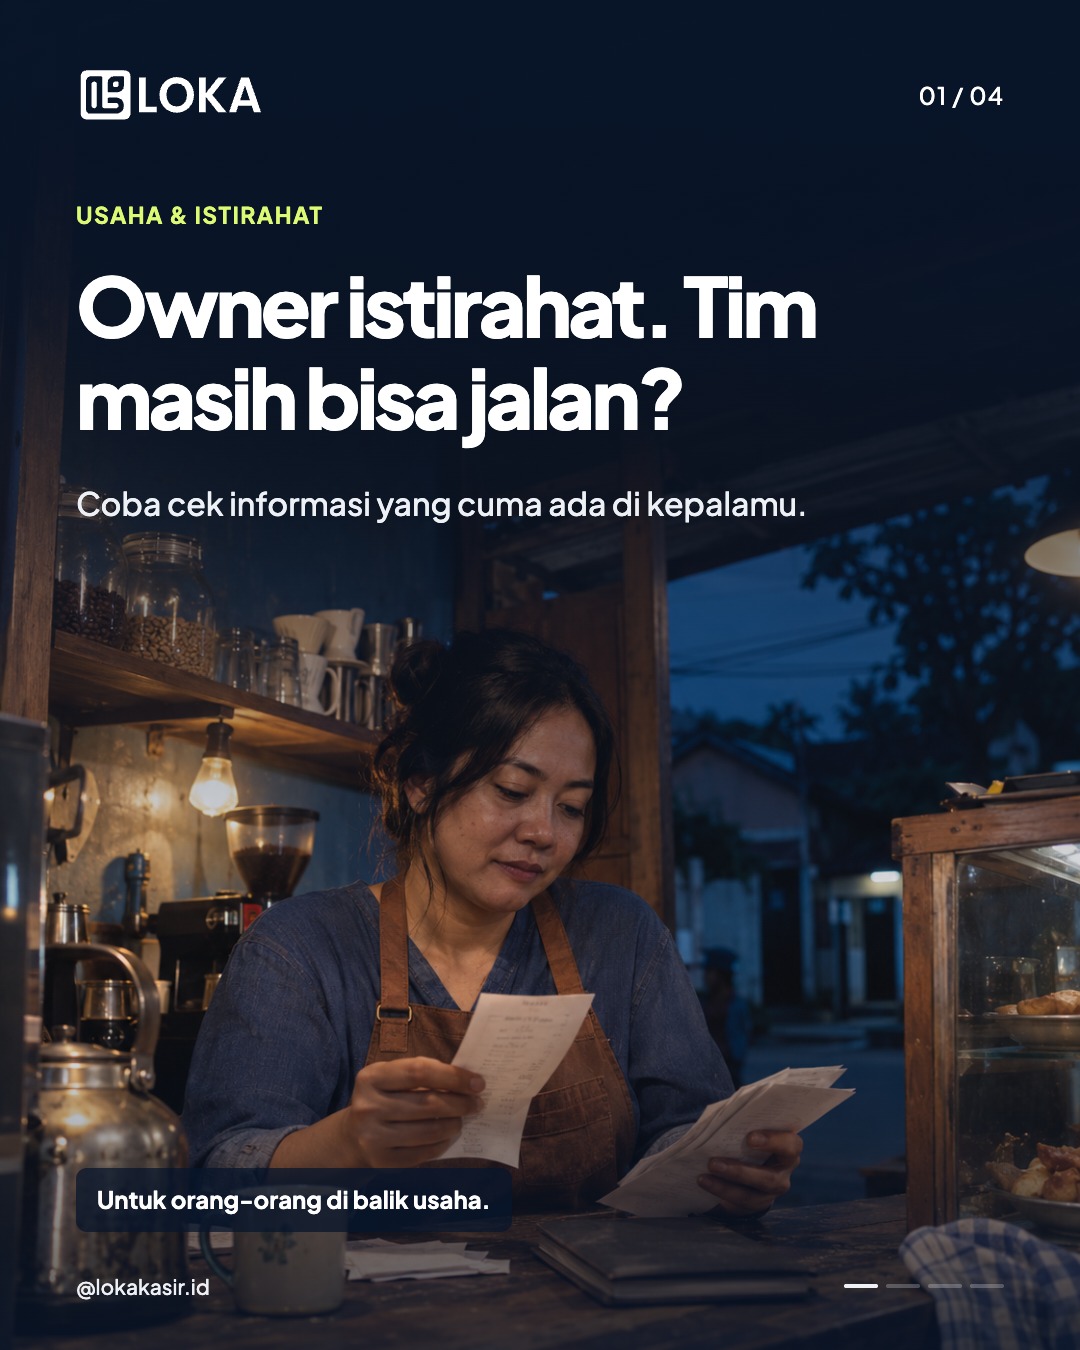 LOKA
01 / 04
USAHA & ISTIRAHAT
Owner istirahat. Tim
masih bisa jalan?
Coba cek informasi yang cuma ada di kepalamu.
Untuk orang-orang di balik usaha.
@lokakasir.id